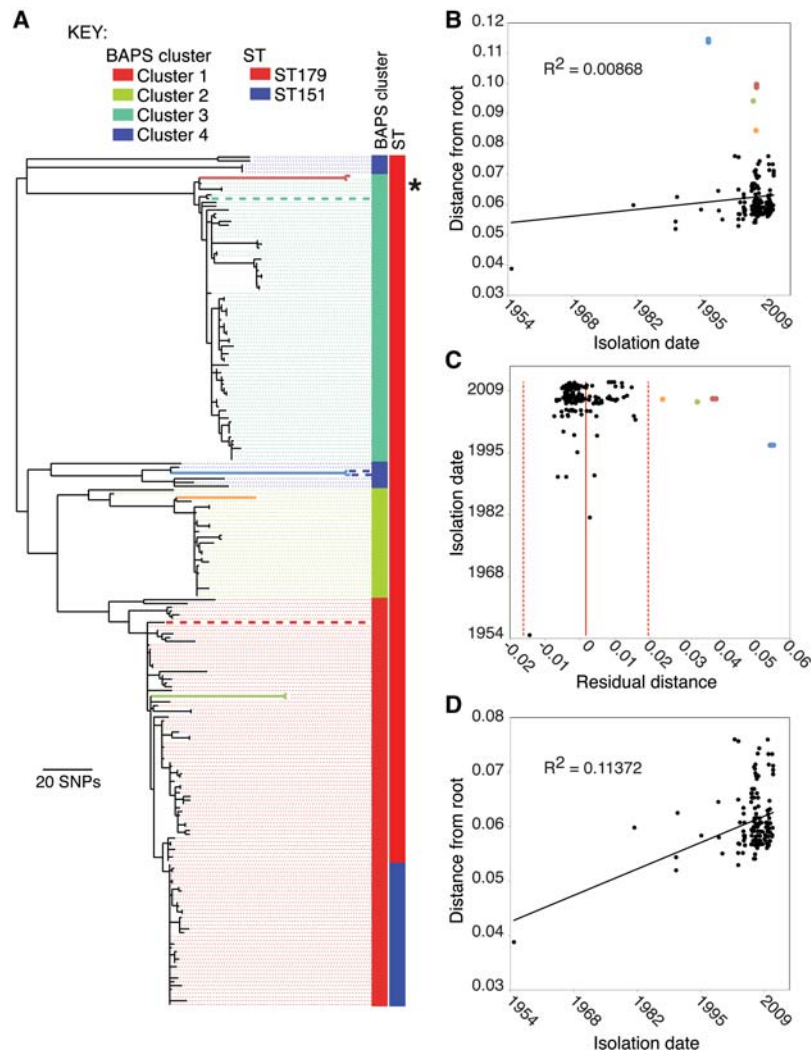 A
KEY:
BAPS cluster
Cluster 1
Cluster 2
Cluster 3
Cluster 4
ST
ST179
ST151
BAPS cluster
ST
*
20 SNPs
B
R2 = 0.00868
Distance from root
0.12
0.11
0.10
0.09
0.08
0.07
0.06
0.05
0.04
0.03
1954
1968
1982
1995
2009
Isolation date
C
Isolation date
2009
1995
1982
1968
1954
-0.02
-0.01
0
0.01
0.02
0.03
0.04
0.05
0.06
Residual distance
D
R2 = 0.11372
Distance from root
0.08
0.07
0.06
0.05
0.04
0.03
1954
1968
1982
1995
2009
Isolation date